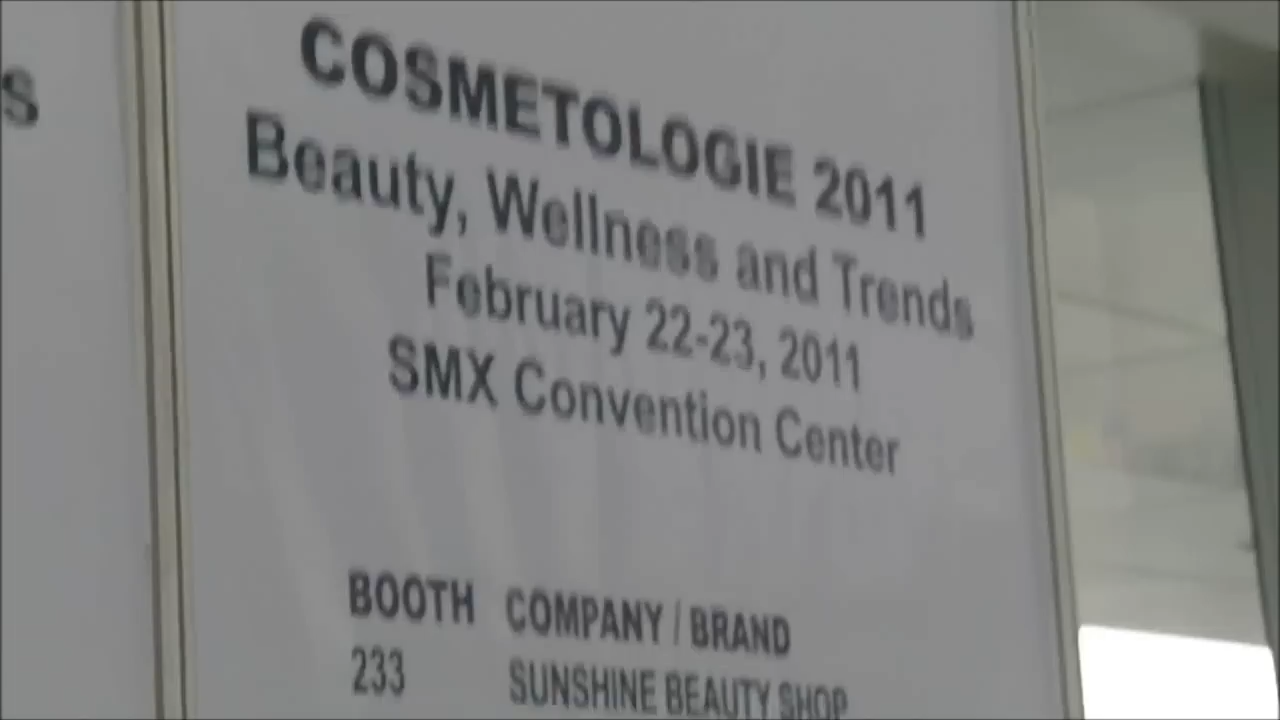 s
COSMETOLOGIE 2011
Beauty, Wellness and Trends
February 22-23, 2011
SMX Convention Center
BOOTH COMPANY / BRAND
233 SUNSHINE BEAUTY SHOP